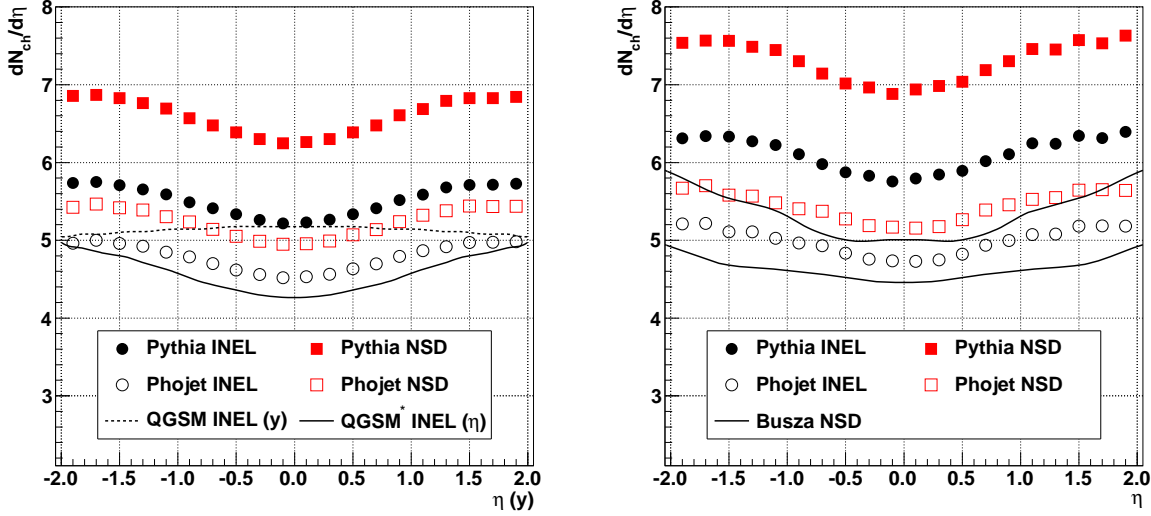 dN_ch/dη
8
7
6
5
4
3
Pythia INEL
Pythia NSD
Phojet INEL
Phojet NSD
QGSM INEL (y)
QGSM* INEL (η)
-2.0 -1.5 -1.0 -0.5 0.0 0.5 1.0 1.5 2.0
η (y)
dN_ch/dη
8
7
6
5
4
3
Pythia INEL
Pythia NSD
Phojet INEL
Phojet NSD
Busza NSD
-2.0 -1.5 -1.0 -0.5 0.0 0.5 1.0 1.5 2.0
η